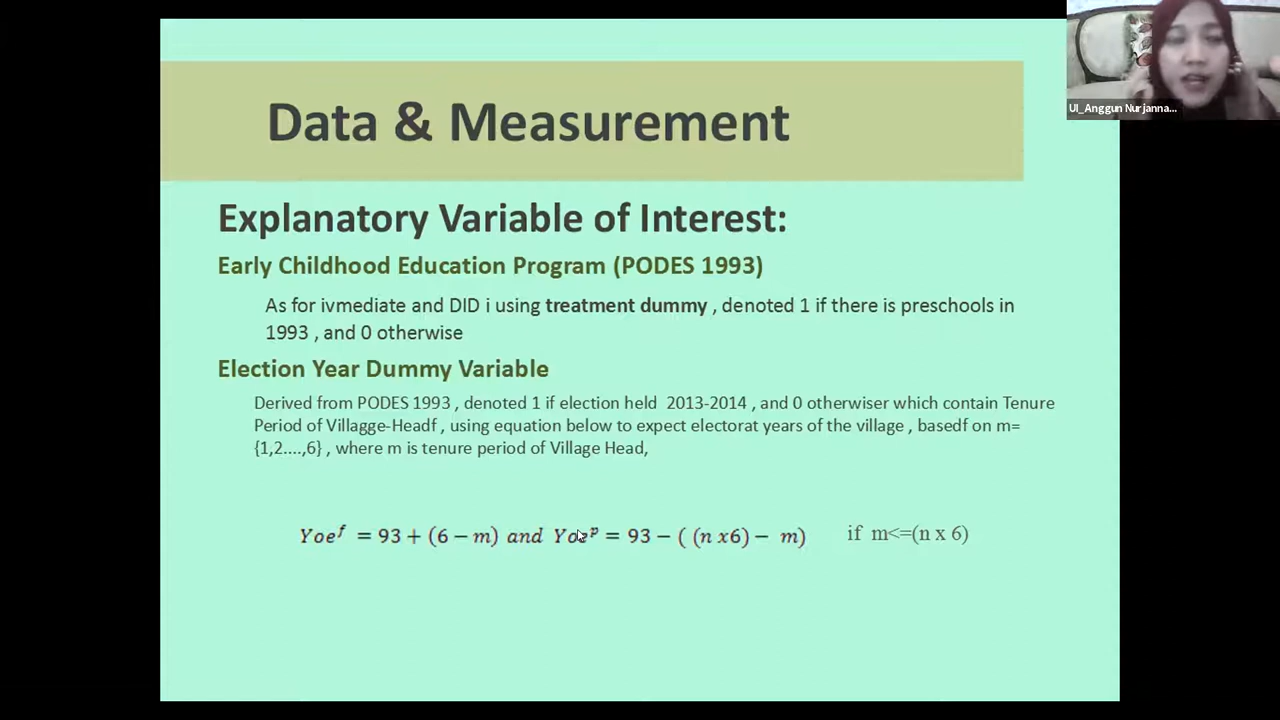 Data & Measurement
UI_Anggun Nurjanna...
Explanatory Variable of Interest:
Early Childhood Education Program (PODES 1993)
As for ivmediate and DID i using treatment dummy , denoted 1 if there is preschools in
1993 , and 0 otherwise
Election Year Dummy Variable
Derived from PODES 1993 , denoted 1 if election held 2013-2014 , and 0 otherwiser which contain Tenure
Period of Villagge-Headf , using equation below to expect electorat years of the village , basedf on m=
{1,2....,6} , where m is tenure period of Village Head,
Yoe^f = 93 + (6 − m) and Yoe^p = 93 − ( (n x6) − m) if m<=(n x 6)